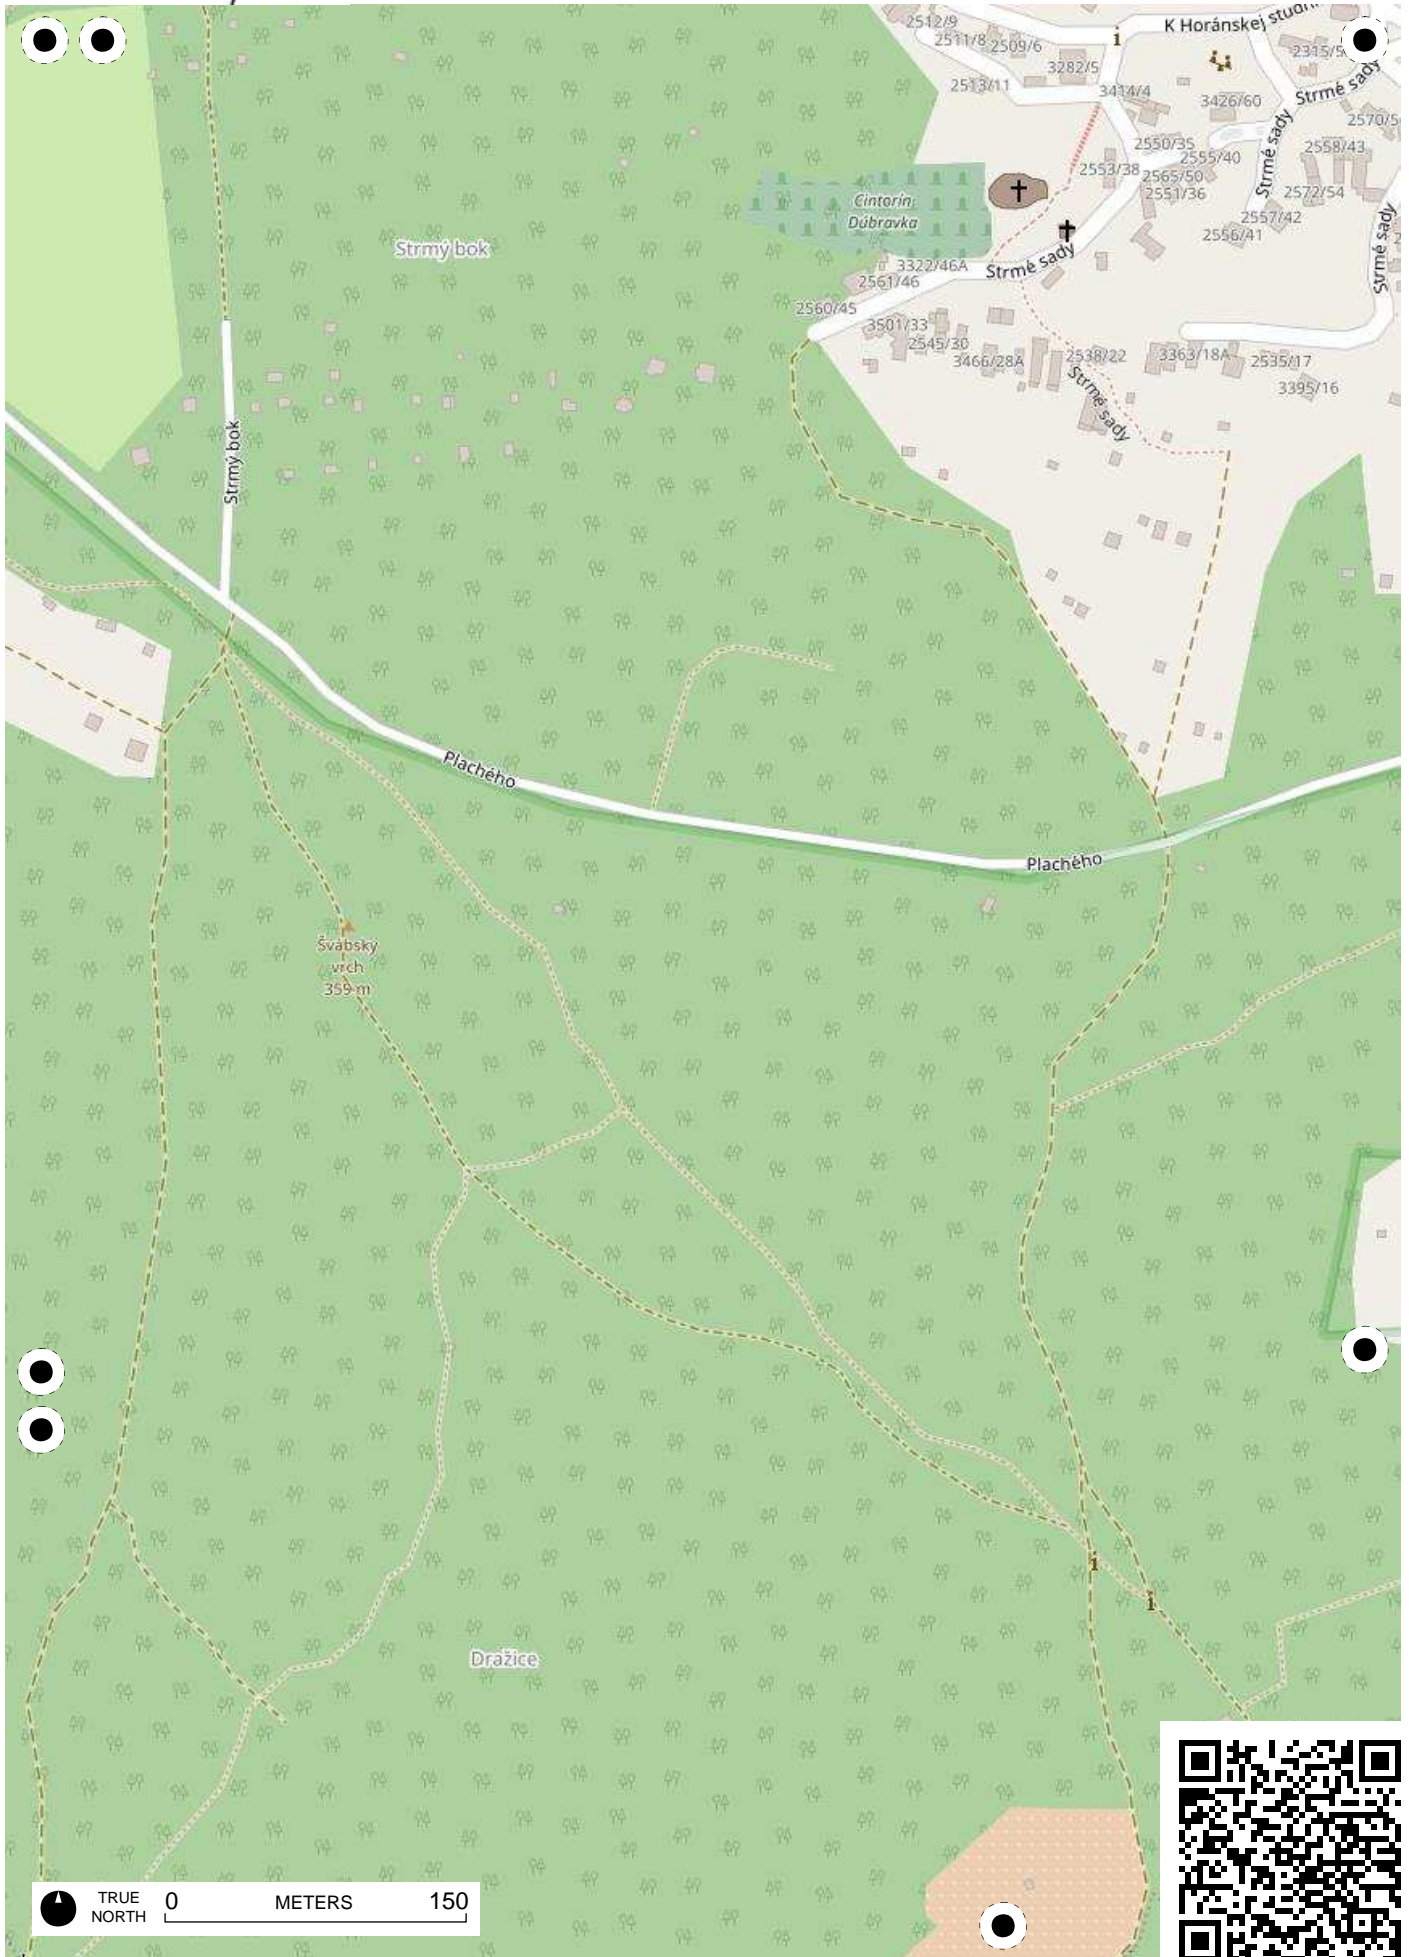 K Horánskej studni
2512/9
2511/8
2509/6
3282/5
2315/5
2513/11
3414/4
3426/60
Strmé sady
2570/5
2550/35
2558/43
2553/38
2555/40
2565/50
2551/36
Strmé sady
2572/54
Cintorín
Dúbravka
2557/42
2556/41
Strmé sady
Strmý bok
3322/46A
Strmé sady
2561/46
2560/45
3501/33
2545/30
3466/28A
2538/22
3363/18A
2535/17
3395/16
Strmé sady
Strmý bok
Plachého
Plachého
Švábsky
vrch
359 m
Dražice
TRUE
NORTH
0 METERS 150